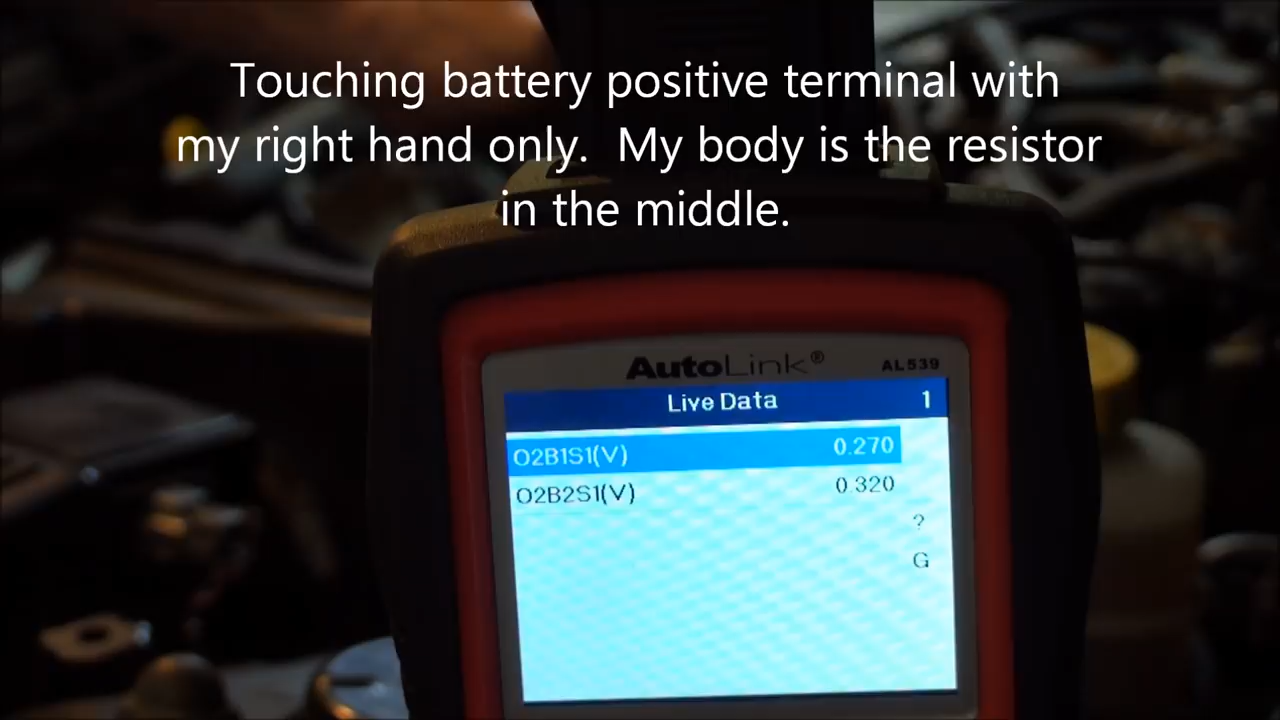 Touching battery positive terminal with
my right hand only.  My body is the resistor
in the middle.
AutoLink® AL539
Live Data 1
O2B1S1(V) 0.270
O2B2S1(V) 0.320
?
G